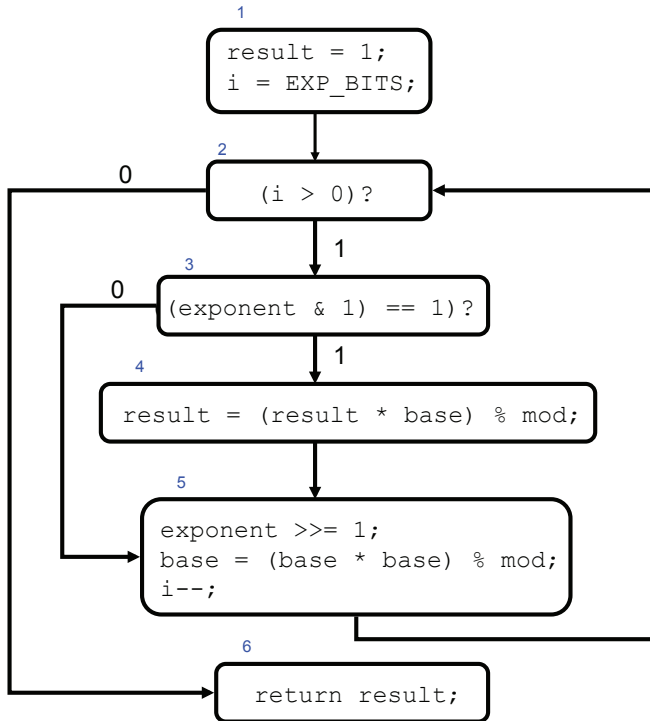 1
result = 1;
i = EXP_BITS;
2
0
(i > 0)?
1
3
0
(exponent & 1) == 1)?
1
4
result = (result * base) % mod;
5
exponent >>= 1;
base = (base * base) % mod;
i--;
6
return result;